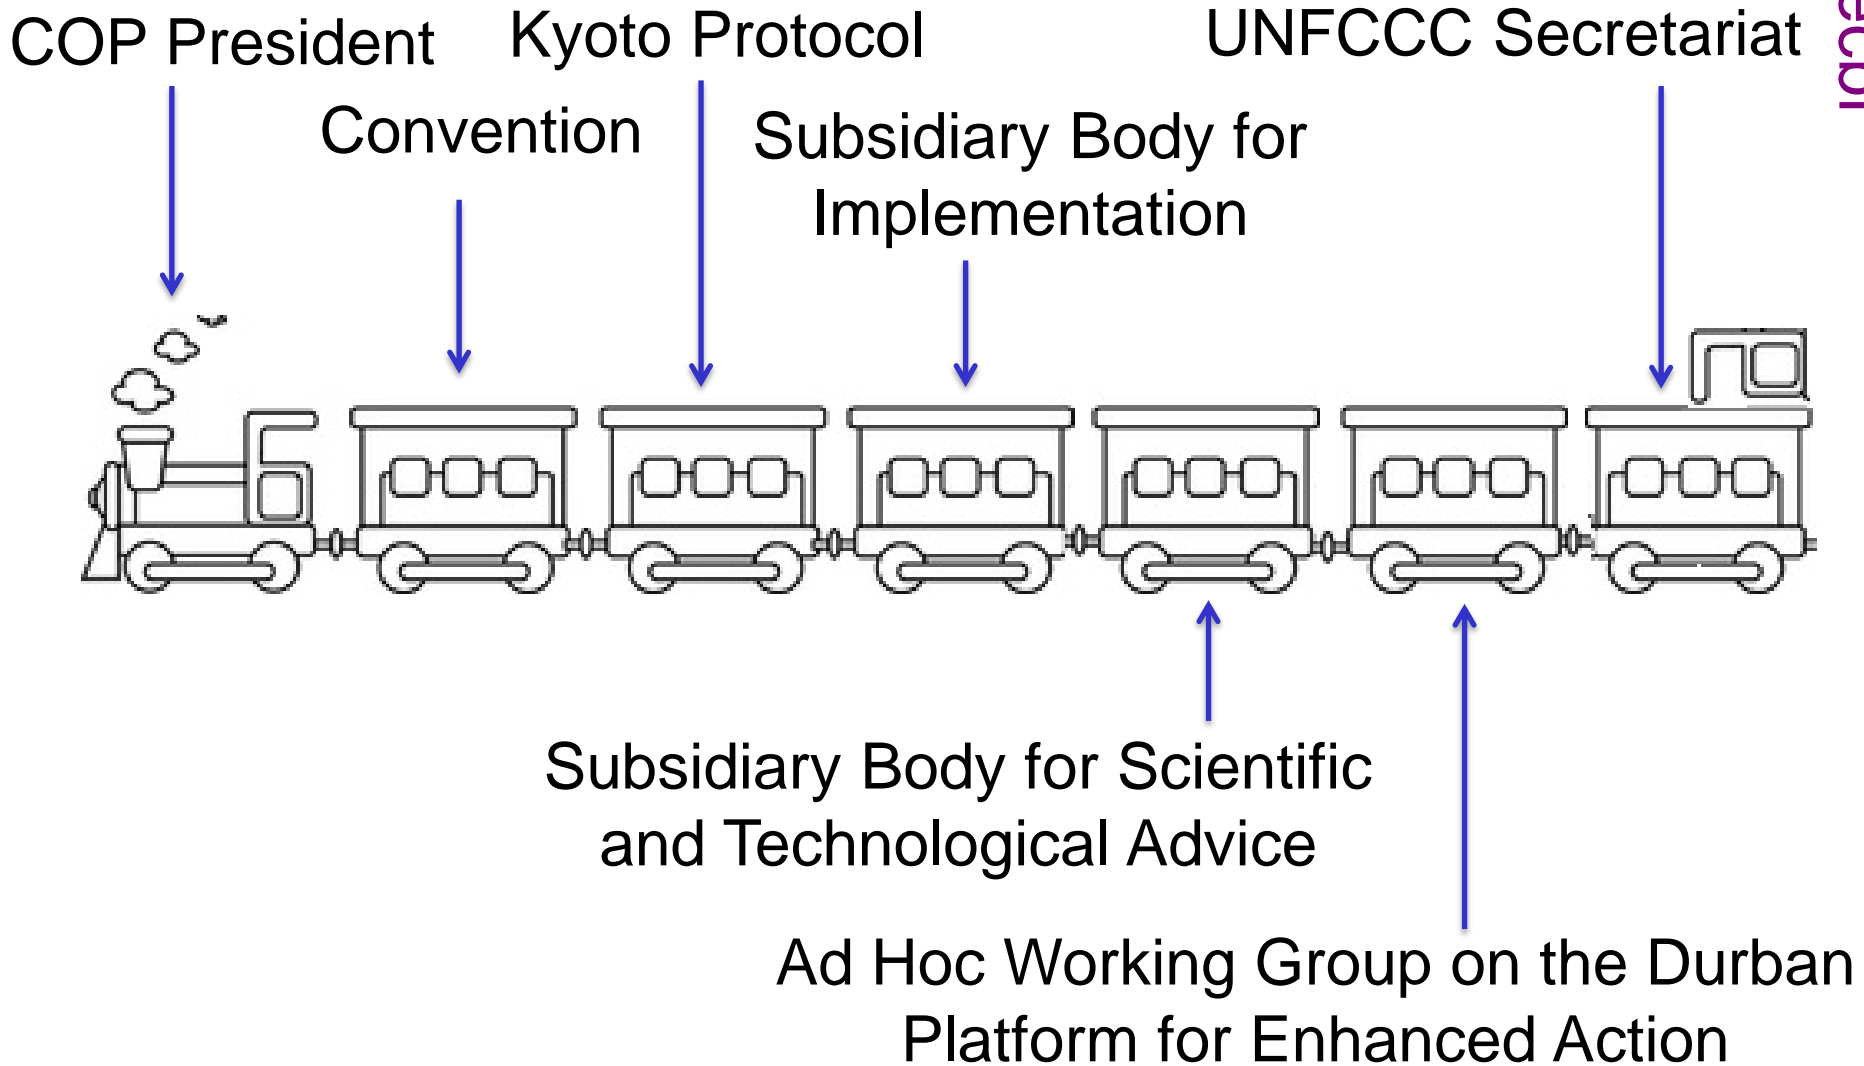 COP President
Kyoto Protocol
UNFCCC Secretariat
Convention
Subsidiary Body for
Implementation
Subsidiary Body for Scientific
and Technological Advice
Ad Hoc Working Group on the Durban
Platform for Enhanced Action